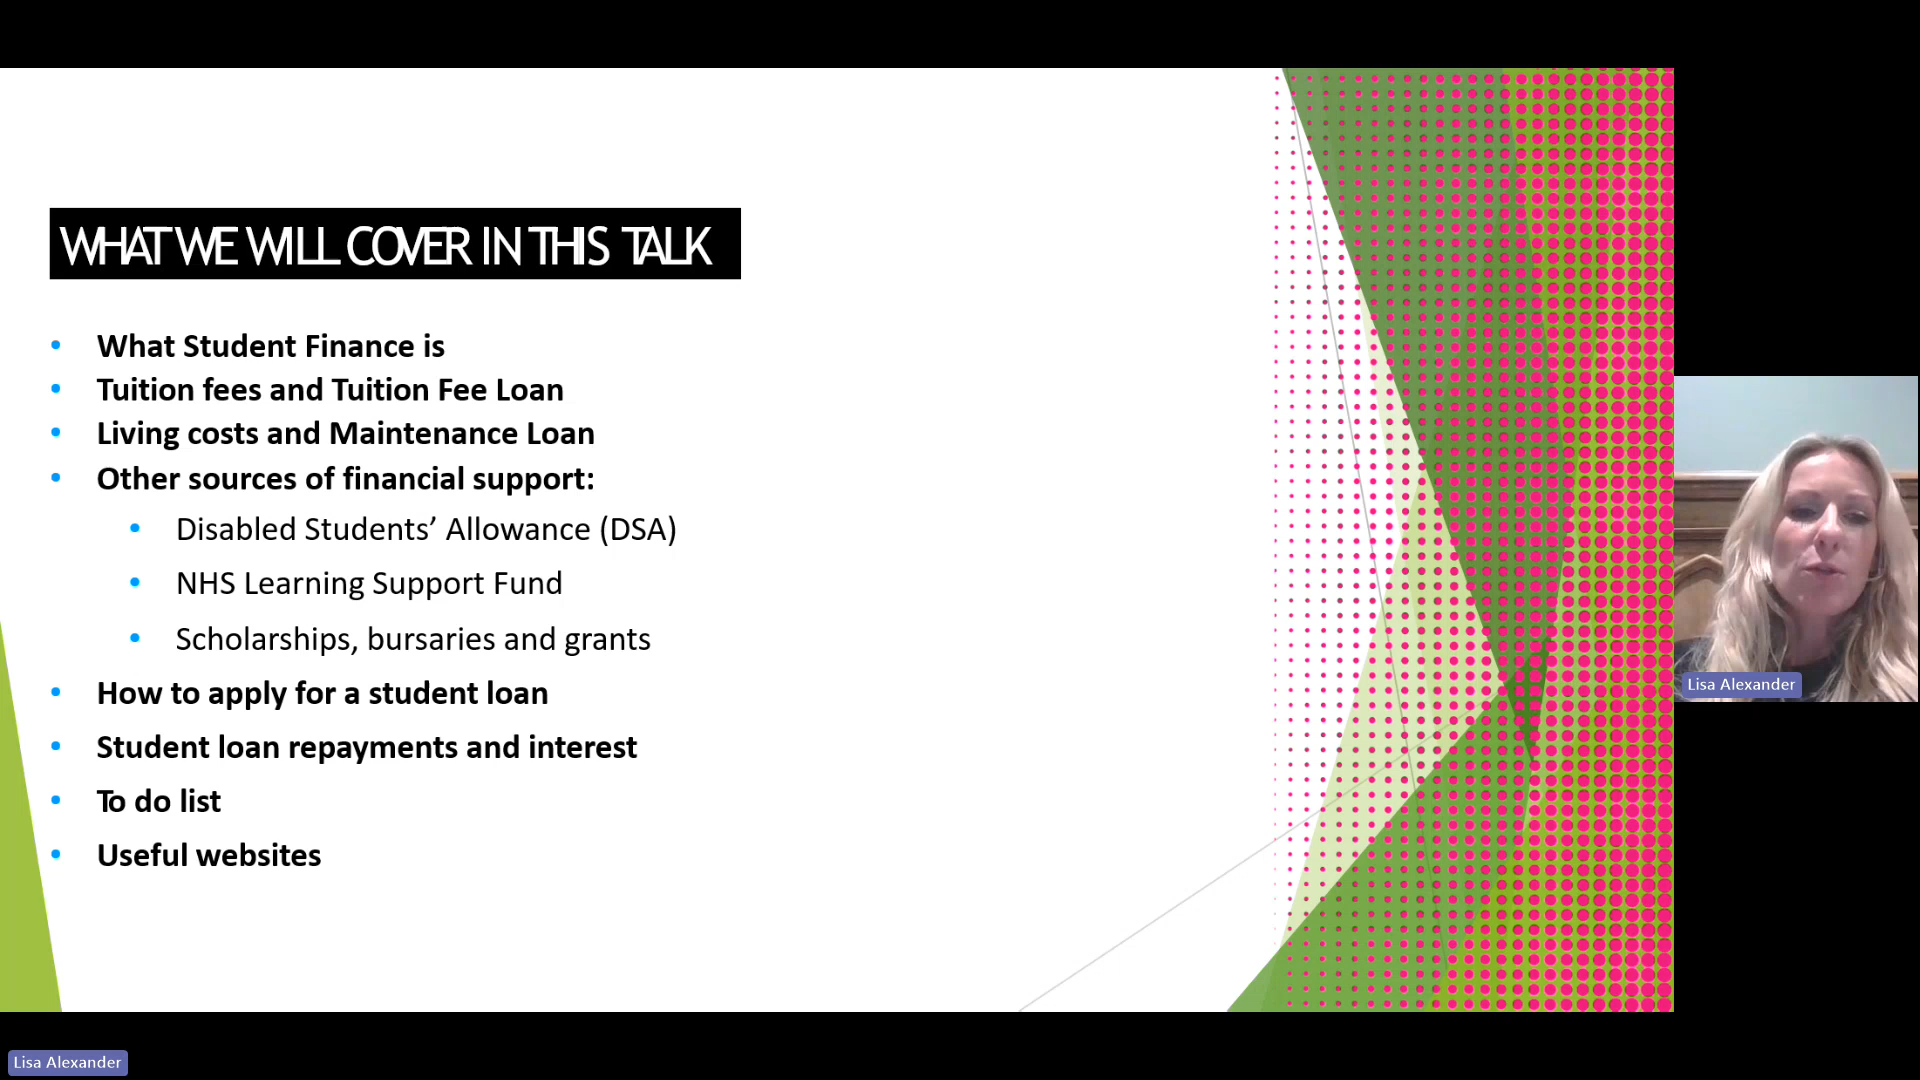 WHAT WE WILL COVER IN THIS TALK
What Student Finance is
Tuition fees and Tuition Fee Loan
Living costs and Maintenance Loan
Other sources of financial support:
Disabled Students’ Allowance (DSA)
NHS Learning Support Fund
Scholarships, bursaries and grants
How to apply for a student loan
Student loan repayments and interest
To do list
Useful websites
Lisa Alexander
Lisa Alexander